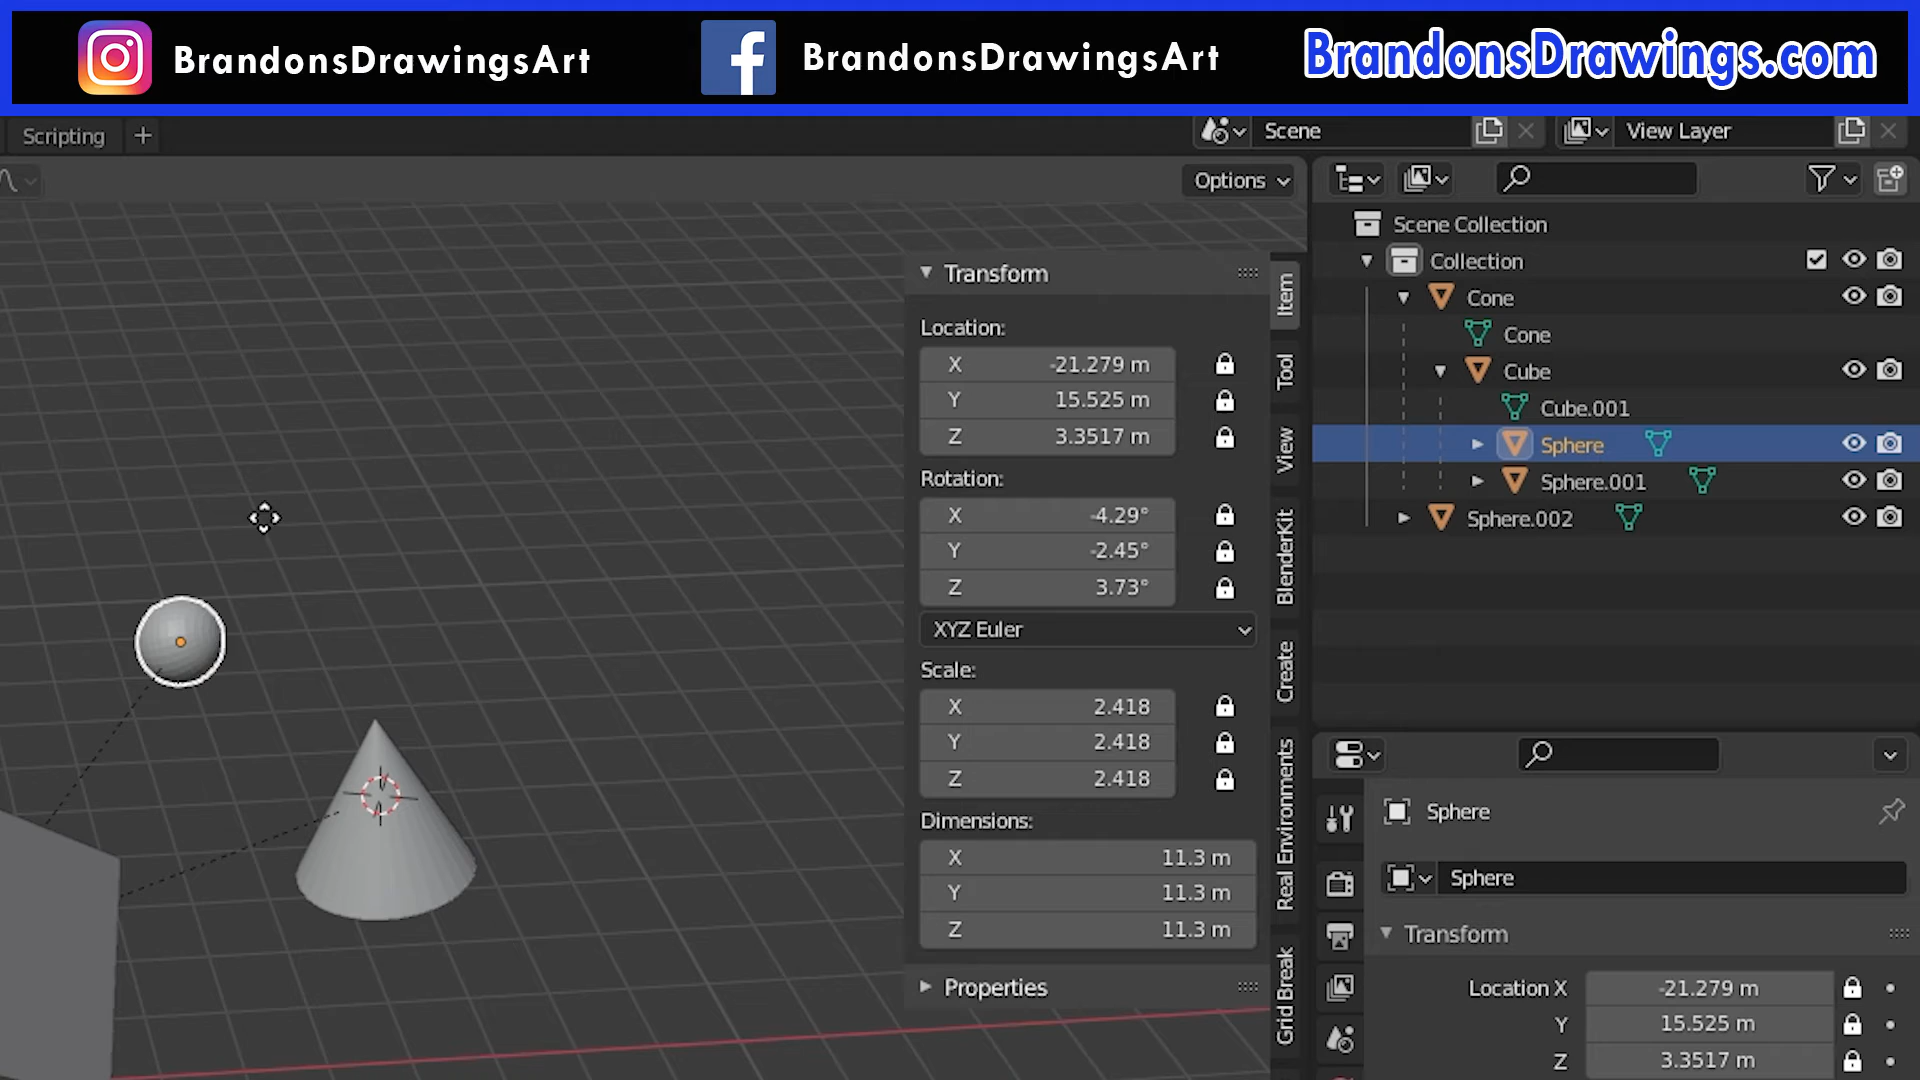 BrandonsDrawingsArt
BrandonsDrawingsArt
BrandonsDrawings.com
Scripting +
Scene
View Layer
Options
Scene Collection
Collection
Cone
Cone
Cube
Cube.001
Sphere
Sphere.001
Sphere.002
Transform
Location:
X -21.279 m
Y 15.525 m
Z 3.3517 m
Rotation:
X -4.29°
Y -2.45°
Z 3.73°
XYZ Euler
Scale:
X 2.418
Y 2.418
Z 2.418
Dimensions:
X 11.3 m
Y 11.3 m
Z 11.3 m
Properties
Item
Tool
View
BlenderKit
Create
Real Environments
Grid Break
Sphere
Sphere
Transform
Location X -21.279 m
Y 15.525 m
Z 3.3517 m